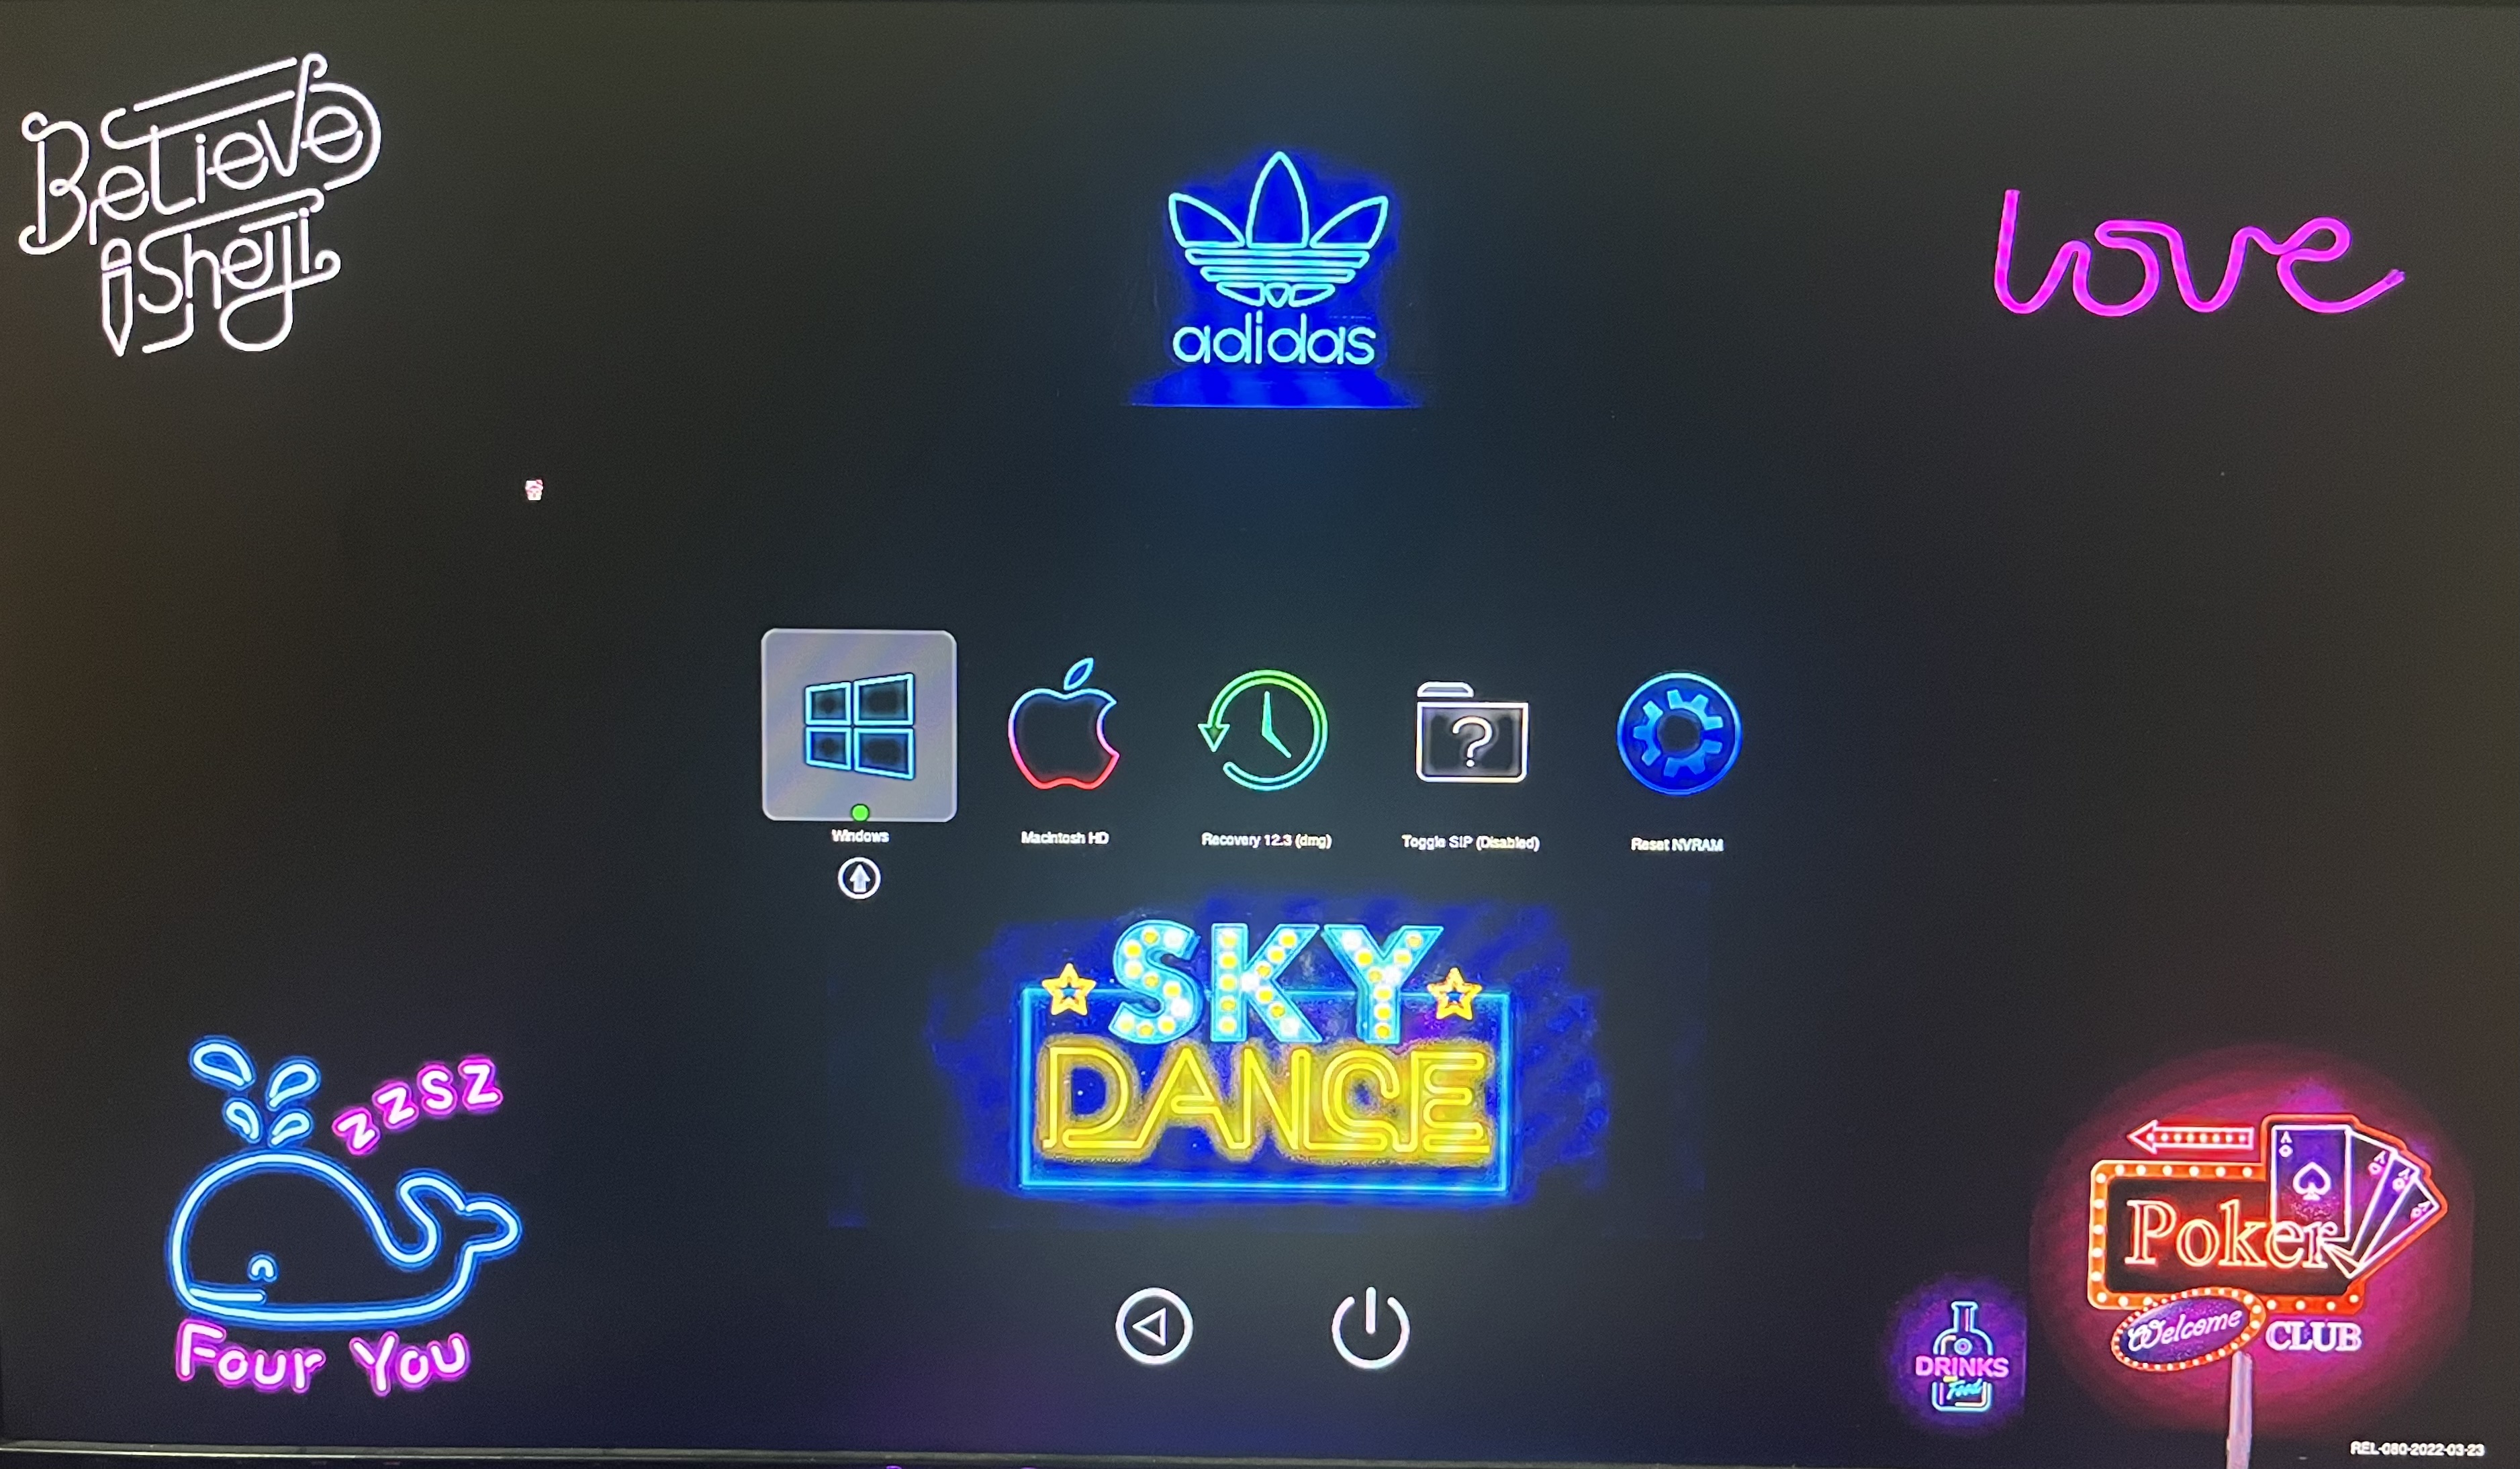 Believe
iSheji
adidas
love
Windows
Macintosh HD
Recovery 12.3 (dmg)
Toggle SIP (Disabled)
Reset NVRAM
SKY
DANCE
zzsz
Four You
A
A
A
A
Poker
Welcome
CLUB
DRINKS
Food
REL-080-2022-03-23